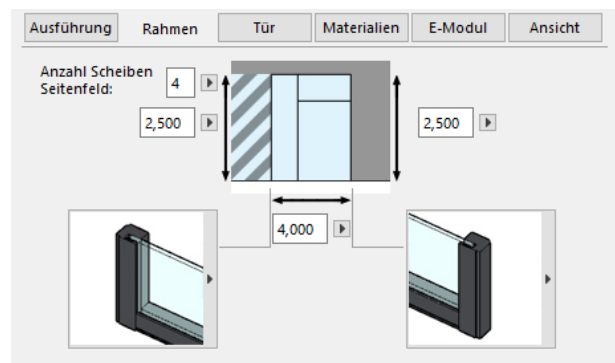 Ausführung Rahmen Tür Materialien E-Modul Ansicht
Anzahl Scheiben
Seitenfeld:
4
2,500
2,500
4,000